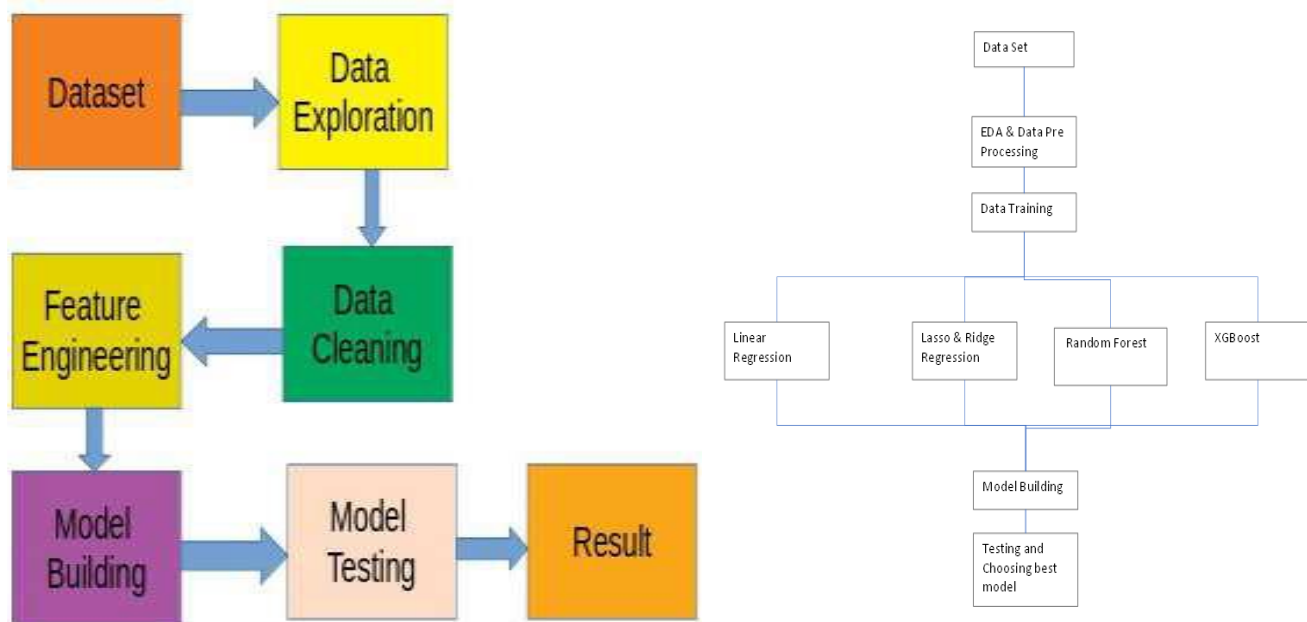 Dataset
Data
Exploration
Data
Cleaning
Feature
Engineering
Model
Building
Model
Testing
Result
Data Set
EDA & Data Pre
Processing
Data Training
Linear
Regression
Lasso & Ridge
Regression
Random Forest
XGBoost
Model Building
Testing and
Choosing best
model